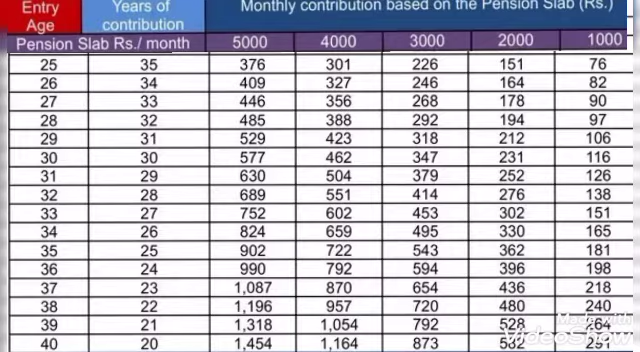 Entry Age Years of contribution Monthly contribution based on the Pension Slab (Rs.)
Pension Slab Rs./ month 5000 4000 3000 2000 1000
25 35 376 301 226 151 76
26 34 409 327 246 164 82
27 33 446 356 268 178 90
28 32 485 388 292 194 97
29 31 529 423 318 212 106
30 30 577 462 347 231 116
31 29 630 504 379 252 126
32 28 689 551 414 276 138
33 27 752 602 453 302 151
34 26 824 659 495 330 165
35 25 902 722 543 362 181
36 24 990 792 594 396 198
37 23 1,087 870 654 436 218
38 22 1,196 957 720 480 240
39 21 1,318 1,054 792 528 264
40 20 1,454 1,164 873 582 291
Made with
VideoShow